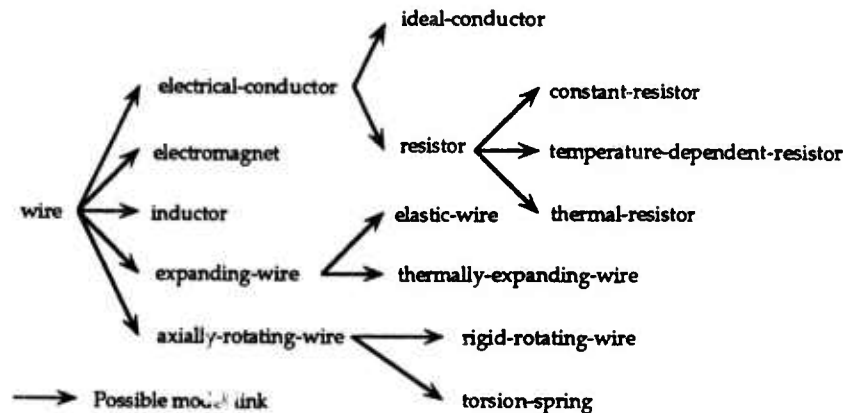 ideal-conductor
electrical-conductor
constant-resistor
electromagnet
resistor
temperature-dependent-resistor
wire
inductor
elastic-wire
thermal-resistor
expanding-wire
thermally-expanding-wire
axially-rotating-wire
rigid-rotating-wire
Possible
torsion-spring